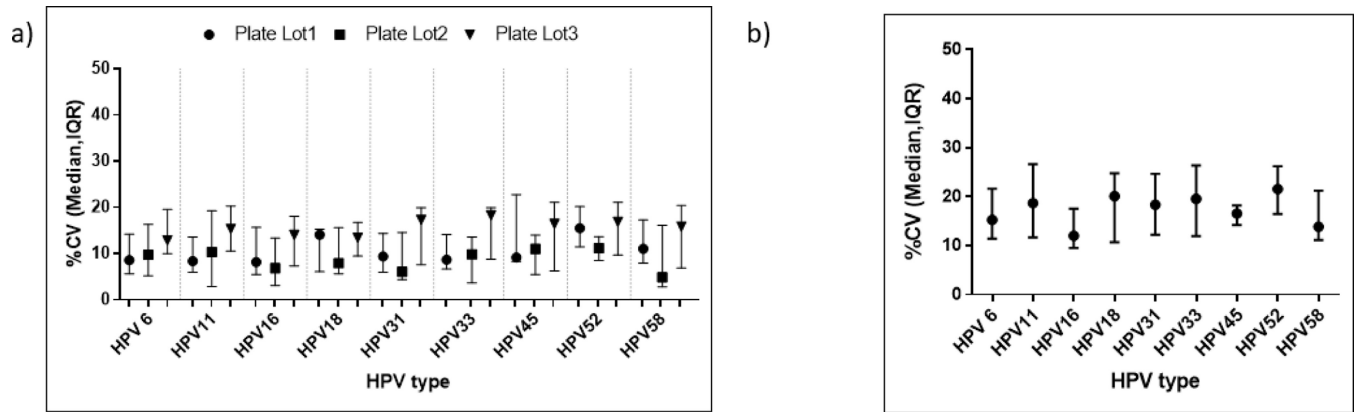 a)
● Plate Lot1 ■ Plate Lot2 ▼ Plate Lot3
%CV (Median,IQR)
50
40
30
20
10
0
HPV 6
HPV11
HPV16
HPV18
HPV31
HPV33
HPV45
HPV52
HPV58
HPV type
b)
%CV (Median,IQR)
50
40
30
20
10
0
HPV 6
HPV11
HPV16
HPV18
HPV31
HPV33
HPV45
HPV52
HPV58
HPV type